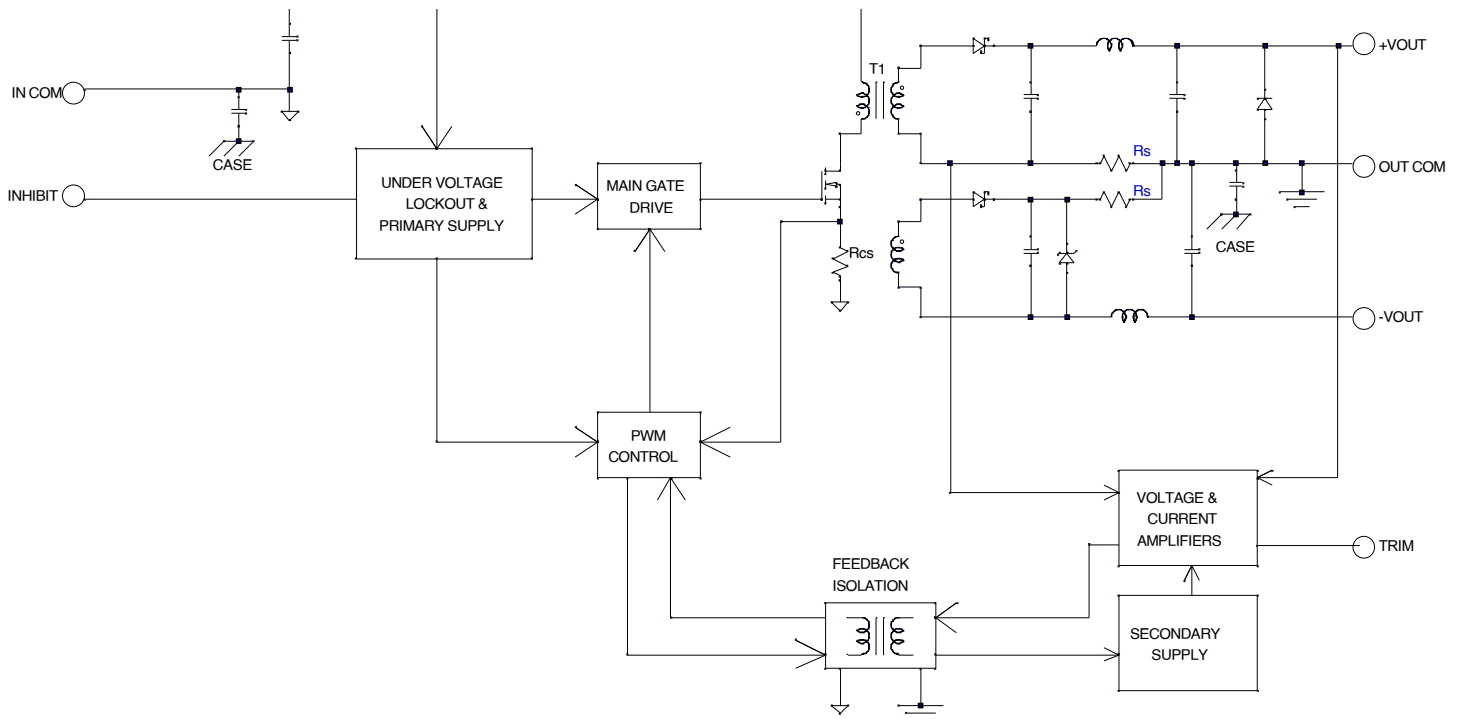 +VOUT
T1
IN COM
CASE
Rs
OUT COM
INHIBIT
UNDER VOLTAGE
LOCKOUT &
PRIMARY SUPPLY
MAIN GATE
DRIVE
Rs
CASE
Rcs
-VOUT
PWM
CONTROL
VOLTAGE &
CURRENT
AMPLIFIERS
TRIM
FEEDBACK
ISOLATION
SECONDARY
SUPPLY